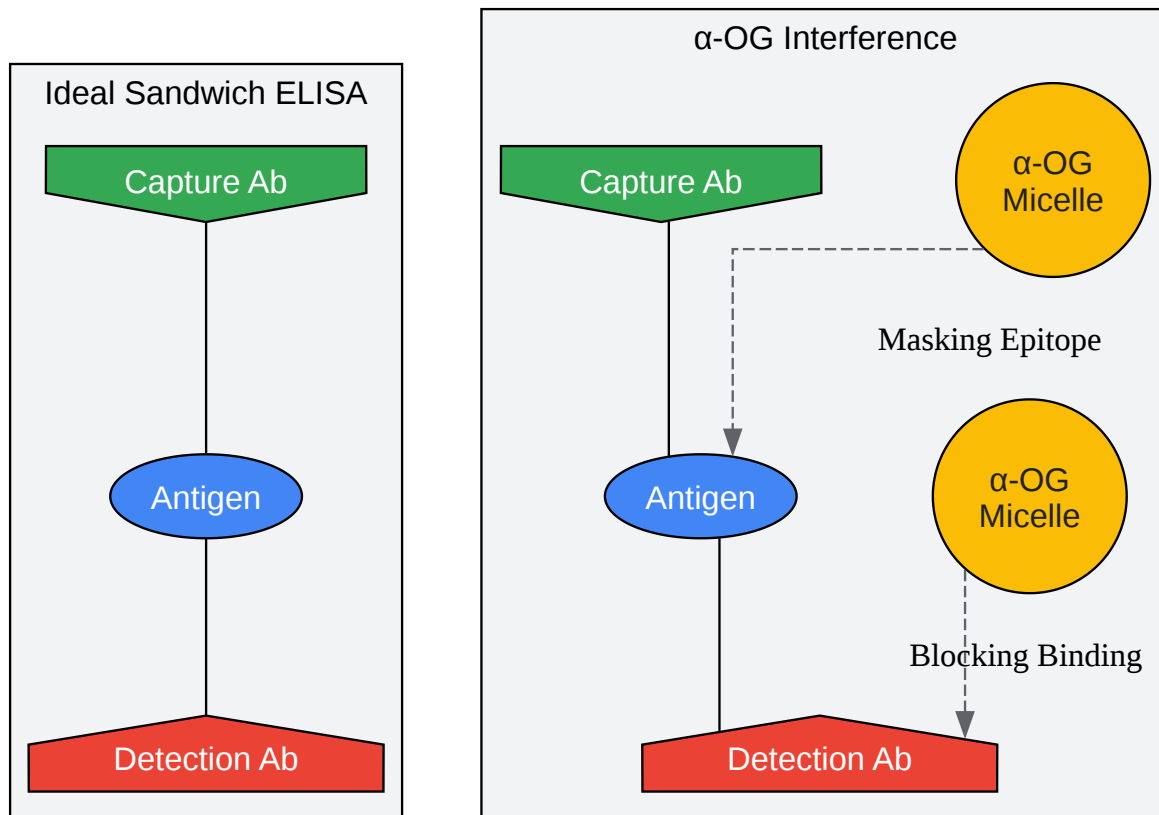 Ideal Sandwich ELISA
Capture Ab
Antigen
Detection Ab
α-OG Interference
Capture Ab
α-OG
Micelle
Masking Epitope
Antigen
α-OG
Micelle
Blocking Binding
Detection Ab